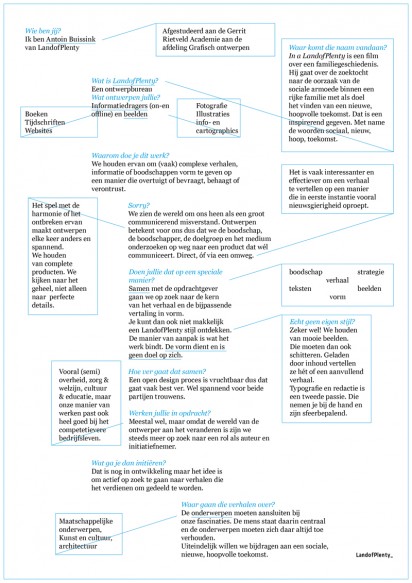 Wie ben jij?
Ik ben Antoin Buissink
van LandofPlenty
Afgestudeerd aan de Gerrit
Rietveld Academie aan de
afdeling Grafisch ontwerpen
Waar komt die naam vandaan?
In a LandofPlenty is een film
over een familiegeschiedenis.
Hij gaat over de zoektocht
naar de oorzaak van de
sociale armoede binnen een
rijke familie met als doel
het vinden van een nieuwe,
hoopvolle toekomst. Dat is een
inspirerend gegeven. Met name
de woorden sociaal, nieuw,
hoop, toekomst.
Wat is LandofPlenty?
Een ontwerpbureau
Wat ontwerpen jullie?
Informatiedragers (on-en
offline) en beelden
Boeken
Tijdschriften
Websites
Fotografie
Illustraties
info- en
cartographics
Waarom doe je dit werk?
We houden ervan om (vaak) complexe verhalen,
informatie of boodschappen vorm te geven op
een manier die overtuigt of bevraagt, behaagt of
verontrust.
Het is vaak interessanter en
effectiever om een verhaal
te vertellen op een manier
die in eerste instantie vooral
nieuwsgierigheid oproept.
Het spel met de
harmonie of het
ontbreken ervan
maakt ontwerpen
elke keer anders en
spannend.
We houden
van complete
producten. We
kijken naar het
geheel, niet alleen
naar perfecte
details.
Sorry?
We zien de wereld om ons heen als een groot
communicerend misverstand. Ontwerpen
betekent voor ons dus dat we de boodschap,
de boodschapper, de doelgroep en het medium
onderzoeken op weg naar een product dat wél
communiceert. Direct, óf via een omweg.
Doen jullie dat op een speciale
manier?
Samen met de opdrachtgever
gaan we op zoek naar de kern
van het verhaal en de bijpassende
vertaling in vorm.
Je kunt dan ook niet makkelijk
een LandofPlenty stijl ontdekken.
De manier van aanpak is wat het
werk bindt. De vorm dient en is
geen doel op zich.
boodschap strategie
verhaal
teksten beelden
vorm
Echt geen eigen stijl?
Zeker wel! We houden
van mooie beelden.
Die moeten dan ook
schitteren. Geladen
door inhoud vertellen
ze hét of een aanvullend
verhaal.
Typografie en redactie is
een tweede passie. Die
nemen je bij de hand en
zijn sfeerbepalend.
Hoe ver gaat dat samen?
Een open design proces is vruchtbaar dus dat
gaat vaak best ver. Wel spannend voor beide
partijen trouwens.
Vooral (semi)
overheid, zorg &
welzijn, cultuur
& educatie, maar
onze manier van
werken past ook
heel goed bij het
competetievere
bedrijfsleven.
Werken jullie in opdracht?
Meestal wel, maar omdat de wereld van de
ontwerper aan het veranderen is zijn we
steeds meer op zoek naar een rol als auteur en
initiatiefnemer.
Wat ga je dan initiëren?
Dat is nog in ontwikkeling maar het idee is
om actief op zoek te gaan naar verhalen die
het verdienen om gedeeld te worden.
Waar gaan die verhalen over?
De onderwerpen moeten aansluiten bij
onze fascinaties. De mens staat daarin centraal
en de onderwerpen moeten zich daar altijd toe
verhouden.
Uiteindelijk willen we bijdragen aan een sociale,
nieuwe, hoopvolle toekomst.
Maatschappelijke
onderwerpen,
Kunst en cultuur,
architectuur
LandofPlenty_